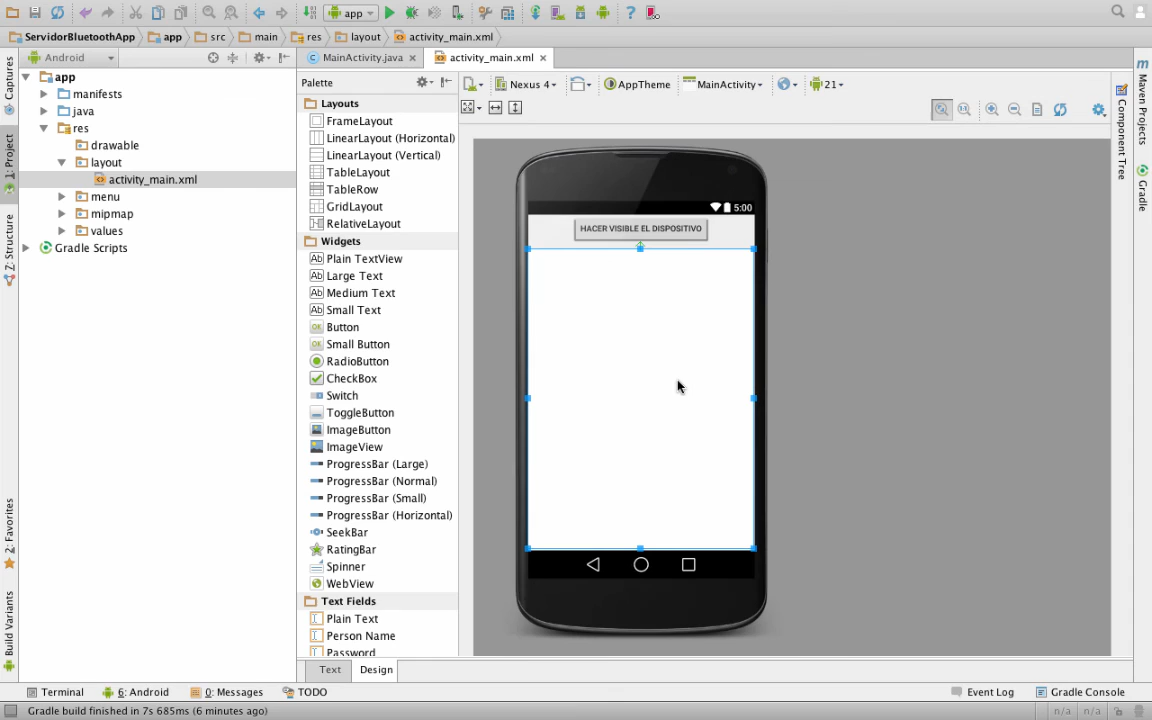 app
ServidorBluetoothApp app src main res layout activity_main.xml
Android
MainActivity.java
activity_main.xml
Captures
1: Project
Z: Structure
2: Favorites
Build Variants
app
manifests
java
res
drawable
layout
activity_main.xml
menu
mipmap
values
Gradle Scripts
Palette
Layouts
FrameLayout
LinearLayout (Horizontal)
LinearLayout (Vertical)
TableLayout
TableRow
GridLayout
RelativeLayout
Widgets
Plain TextView
Large Text
Medium Text
Small Text
Button
Small Button
RadioButton
CheckBox
Switch
ToggleButton
ImageButton
ImageView
ProgressBar (Large)
ProgressBar (Normal)
ProgressBar (Small)
ProgressBar (Horizontal)
SeekBar
RatingBar
Spinner
WebView
Text Fields
Plain Text
Person Name
Password
Text Design
Nexus 4 AppTheme MainActivity 21
5:00
HACER VISIBLE EL DISPOSITIVO
Component Tree
Maven Projects
Gradle
Terminal 6: Android 0: Messages TODO Event Log Gradle Console
Gradle build finished in 7s 685ms (6 minutes ago) n/a n/a